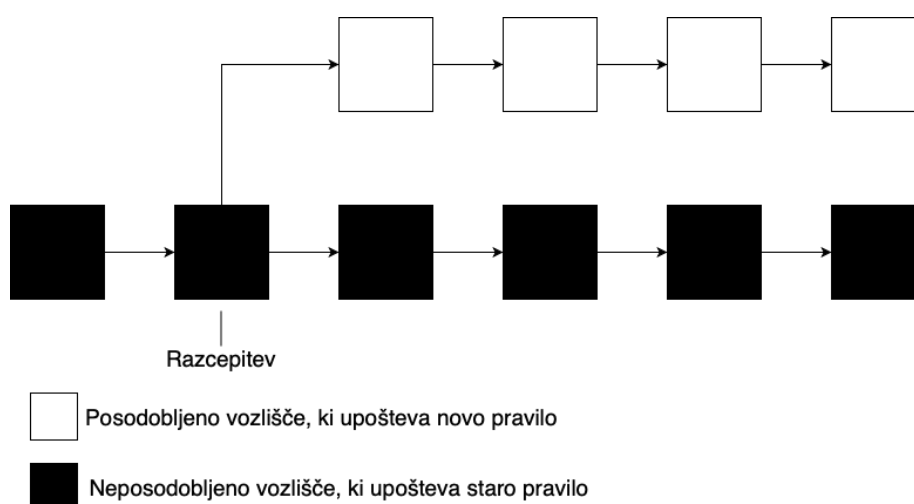 Razcepitev
Posodobljeno vozlišče, ki upošteva novo pravilo
Neposodobljeno vozlišče, ki upošteva staro pravilo